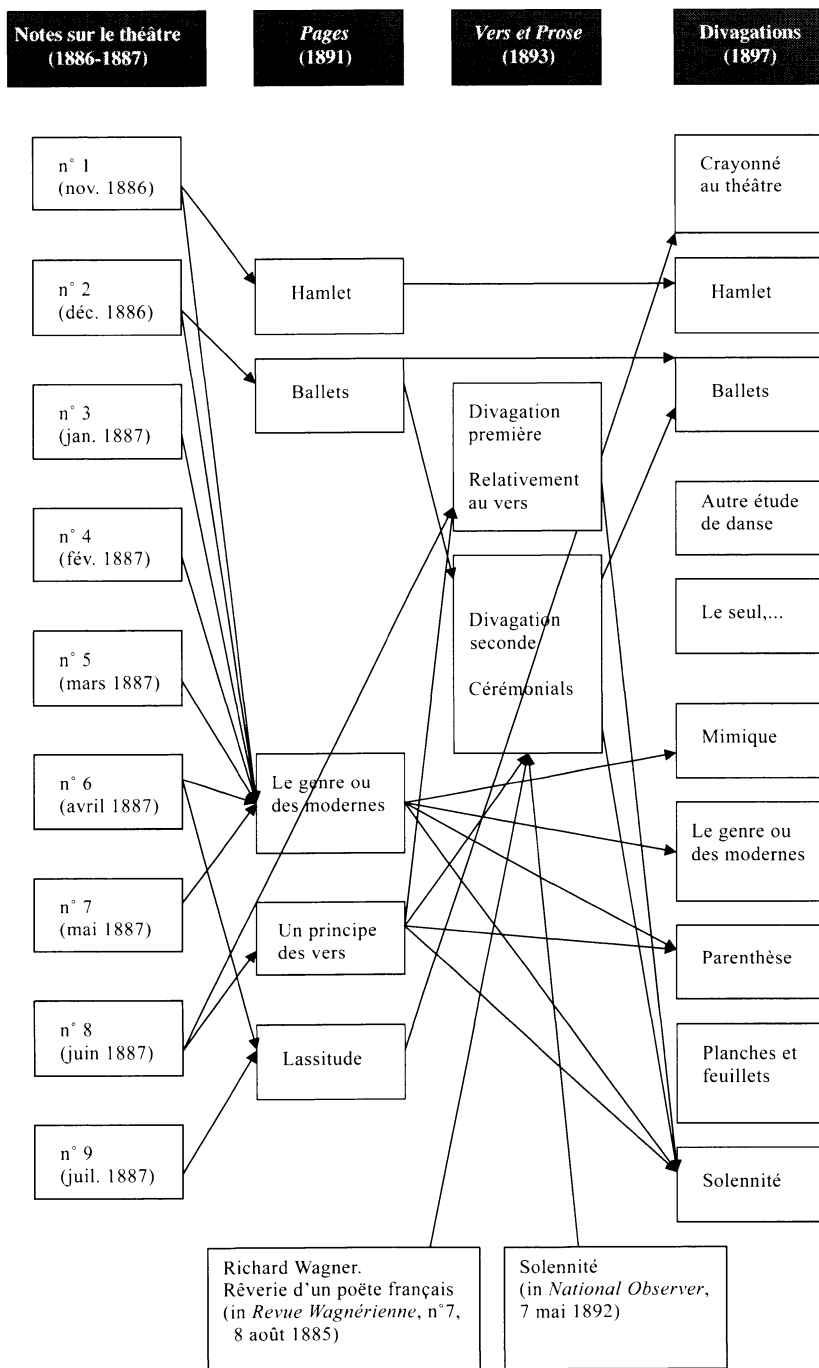 Notes sur le théâtre
(1886-1887)
Pages
(1891)
Vers et Prose
(1893)
Divagations
(1897)
n° 1
(nov. 1886)
n° 2
(déc. 1886)
n° 3
(jan. 1887)
n° 4
(fév. 1887)
n° 5
(mars 1887)
n° 6
(avril 1887)
n° 7
(mai 1887)
n° 8
(juin 1887)
n° 9
(juil. 1887)
Hamlet
Ballets
Le genre ou
des modernes
Un principe
des vers
Lassitude
Divagation
première
Relativement
au vers
Divagation
seconde
Cérémonials
Crayonné
au théâtre
Hamlet
Ballets
Autre étude
de danse
Le seul,...
Mimique
Le genre ou
des modernes
Parenthèse
Planches et
feuillets
Solennité
Richard Wagner.
Rêverie d'un poëte français
(in Revue Wagnérienne, n°7,
8 août 1885)
Solennité
(in National Observer,
7 mai 1892)